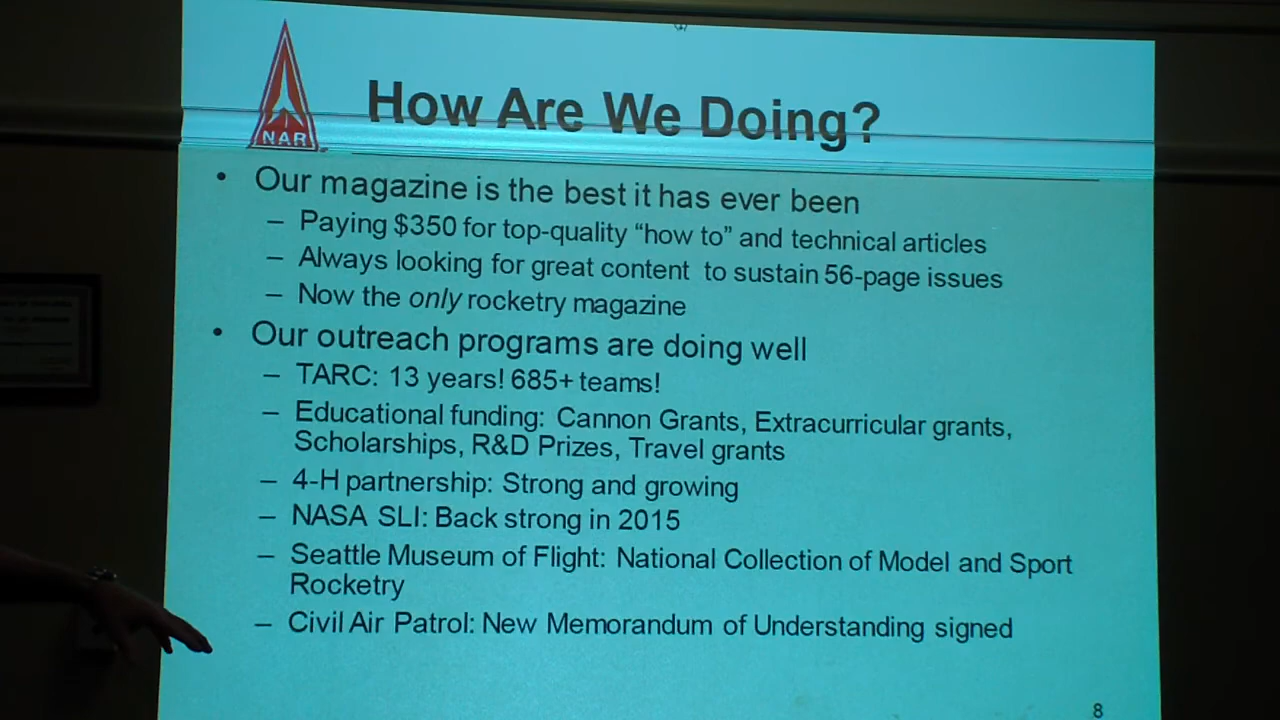 NAR
How Are We Doing?
• Our magazine is the best it has ever been
– Paying $350 for top-quality “how to” and technical articles
– Always looking for great content to sustain 56-page issues
– Now the only rocketry magazine
• Our outreach programs are doing well
– TARC: 13 years! 685+ teams!
– Educational funding: Cannon Grants, Extracurricular grants,
Scholarships, R&D Prizes, Travel grants
– 4-H partnership: Strong and growing
– NASA SLI: Back strong in 2015
– Seattle Museum of Flight: National Collection of Model and Sport
Rocketry
– Civil Air Patrol: New Memorandum of Understanding signed
8